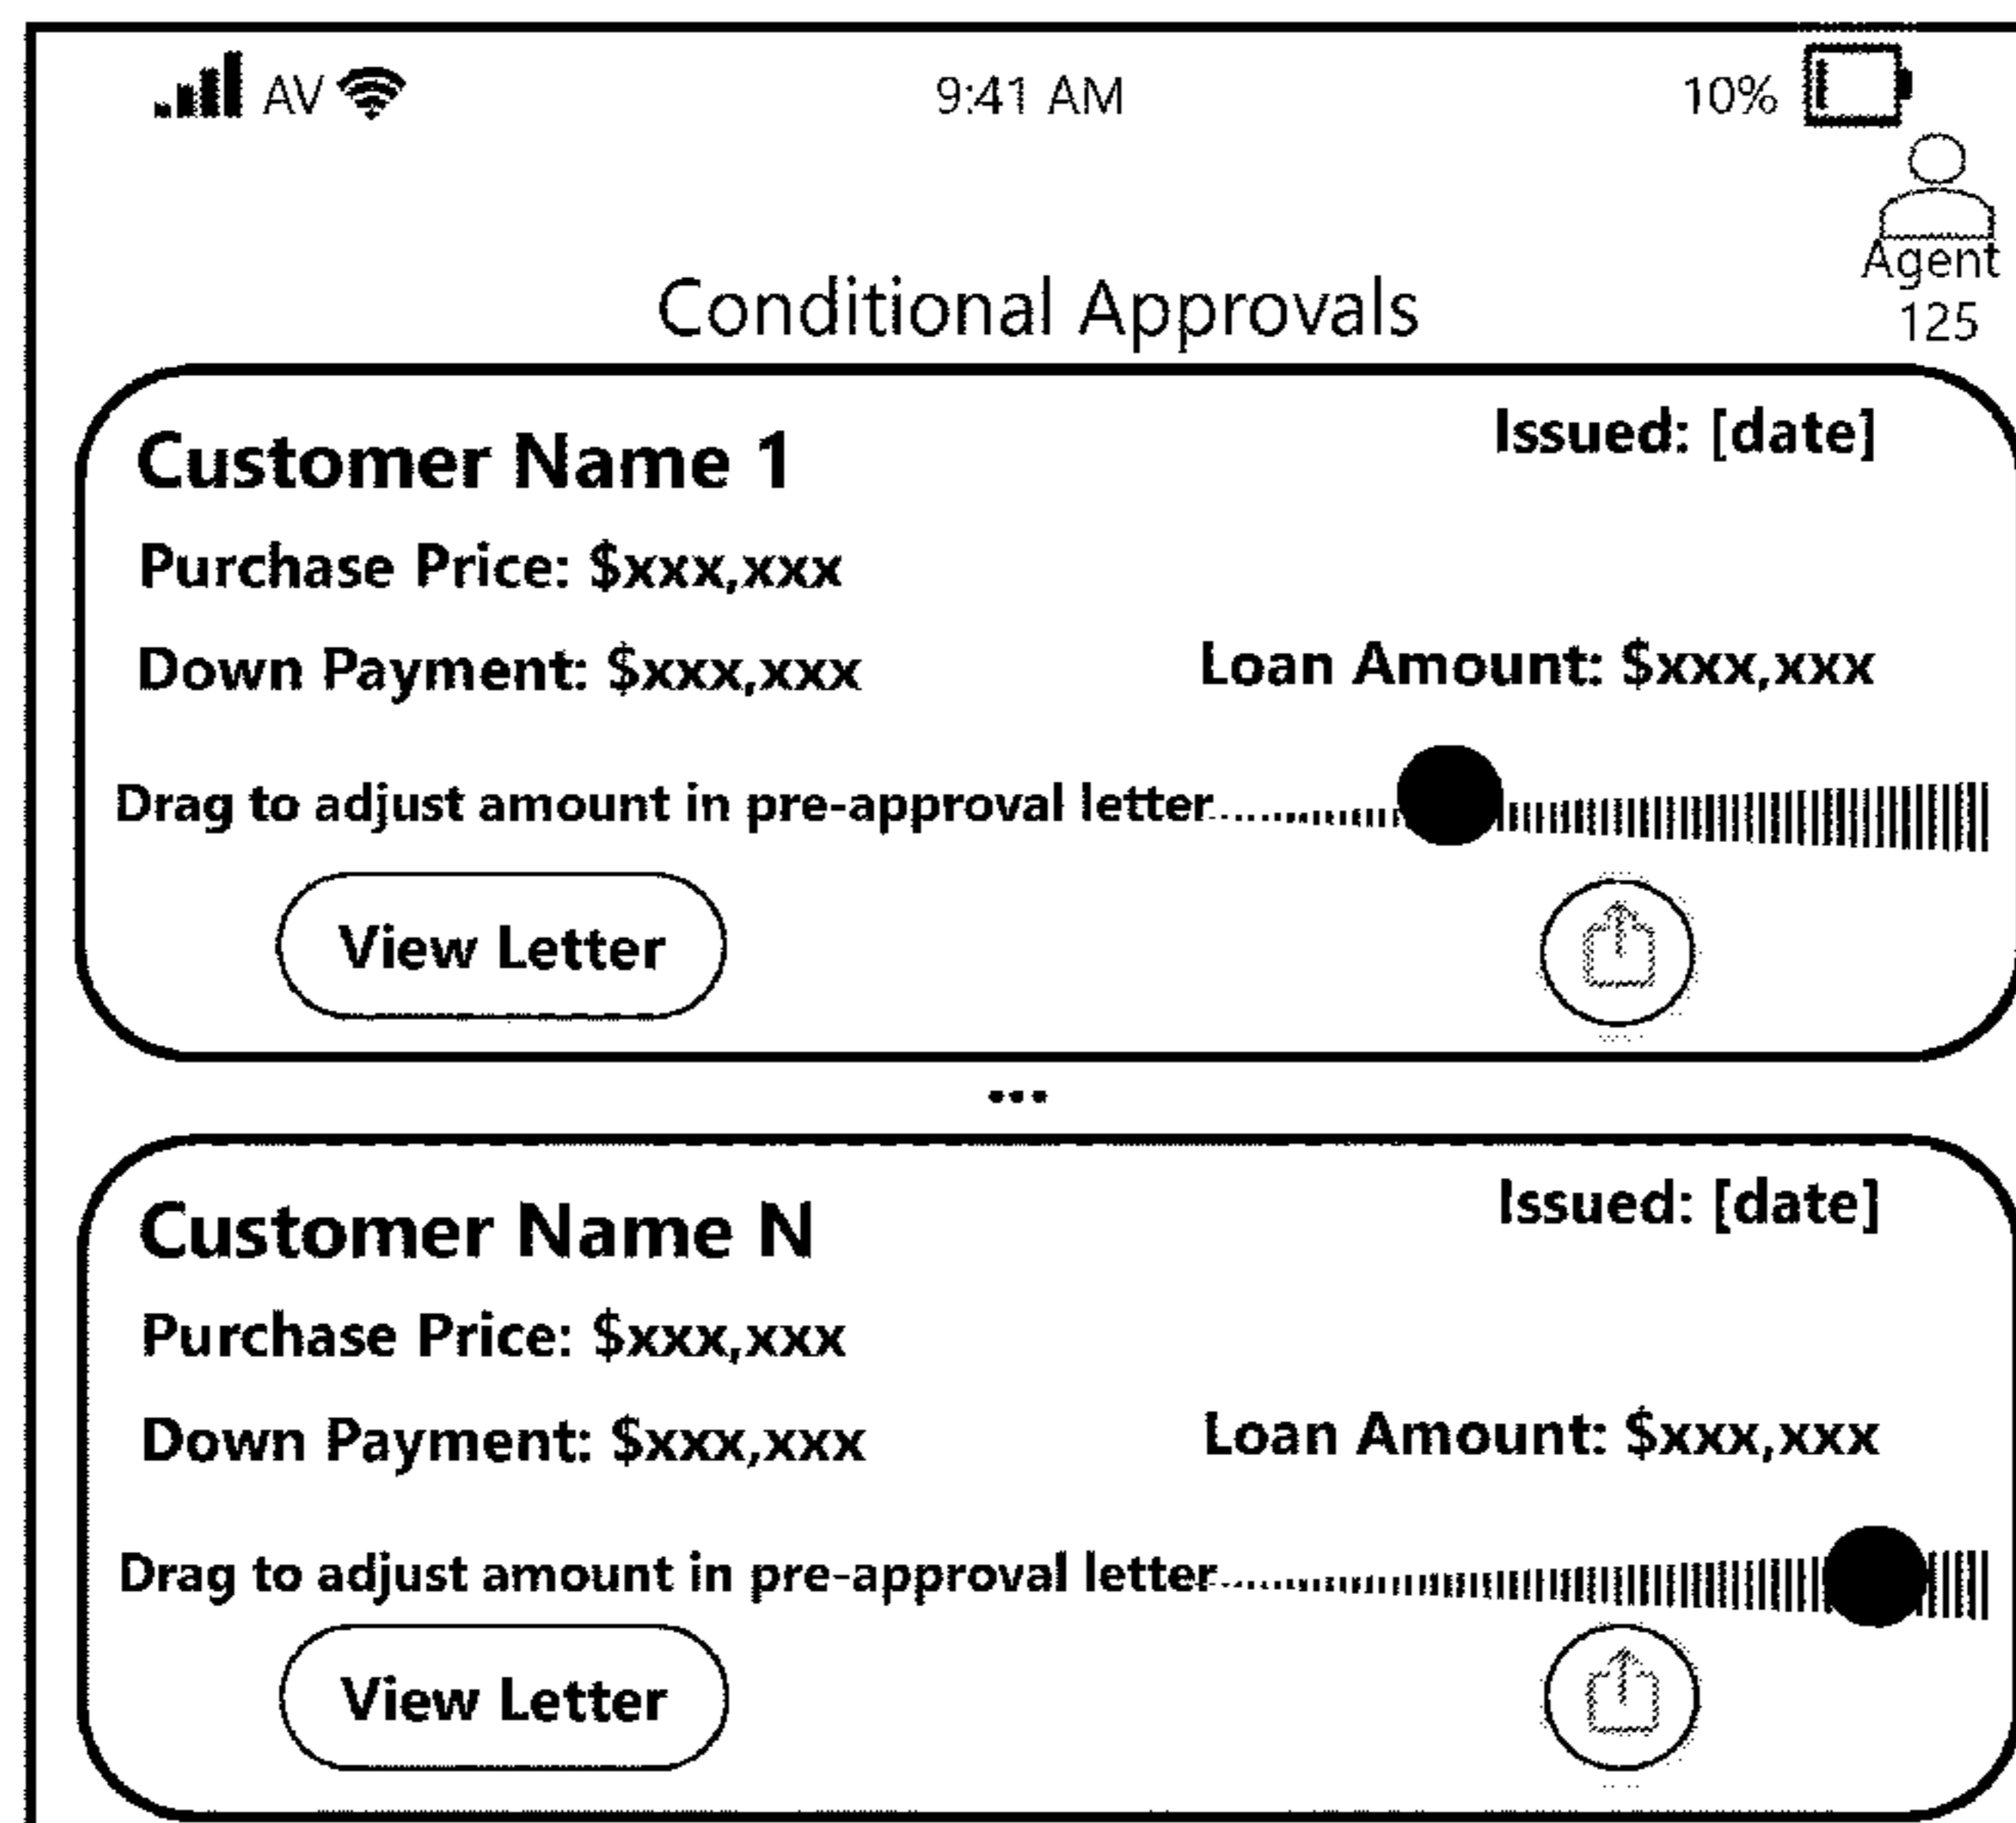 AV 9:41 AM 10%
Agent
125
Conditional Approvals
Customer Name 1 Issued: [date]
Purchase Price: $xxx,xxx
Down Payment: $xxx,xxx Loan Amount: $xxx,xxx
Drag to adjust amount in pre-approval letter
View Letter
...
Customer Name N Issued: [date]
Purchase Price: $xxx,xxx
Down Payment: $xxx,xxx Loan Amount: $xxx,xxx
Drag to adjust amount in pre-approval letter
View Letter